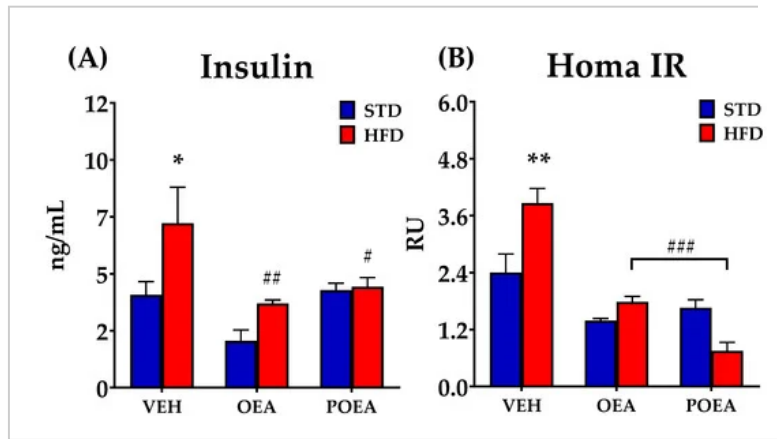 (A)
Insulin
STD
HFD
12
10
7
5
2
0
ng/mL
*
##
#
VEH
OEA
POEA
(B)
Homa IR
STD
HFD
6.0
4.8
3.6
2.4
1.2
0.0
RU
**
###
VEH
OEA
POEA